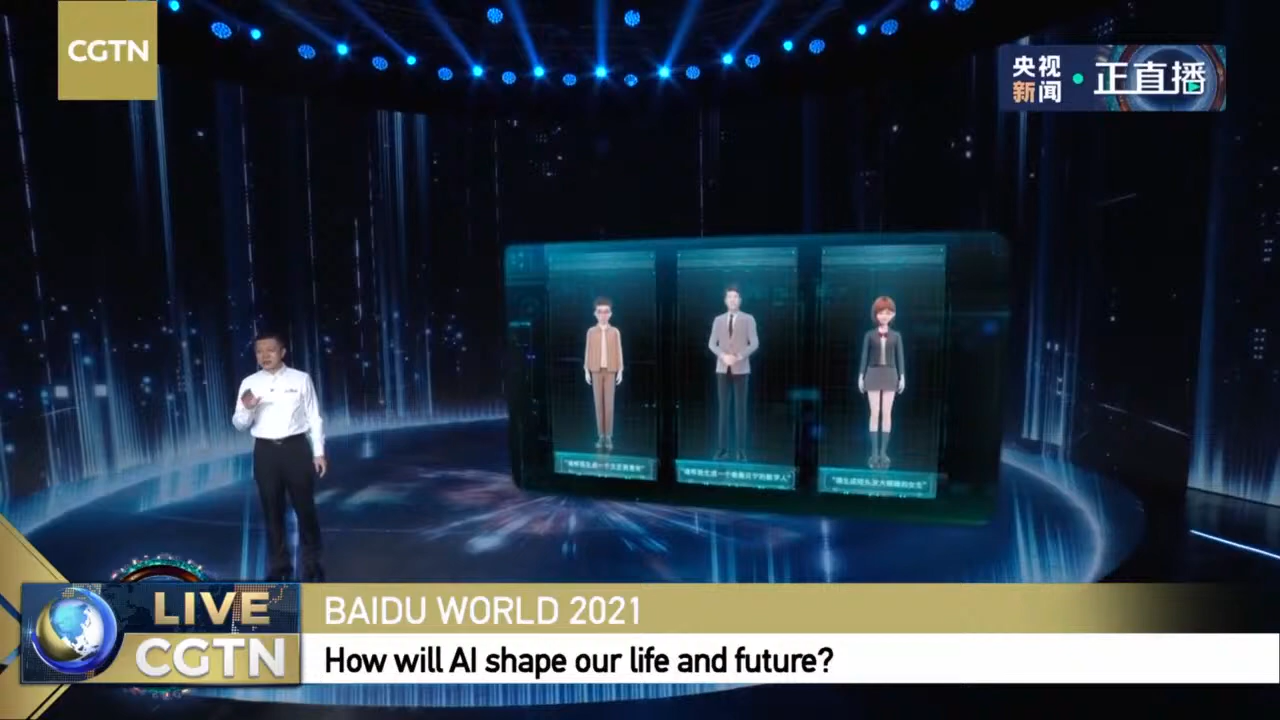 CGTN
央视
新闻
正直播
LIVE
CGTN
BAIDU WORLD 2021
How will AI shape our life and future?